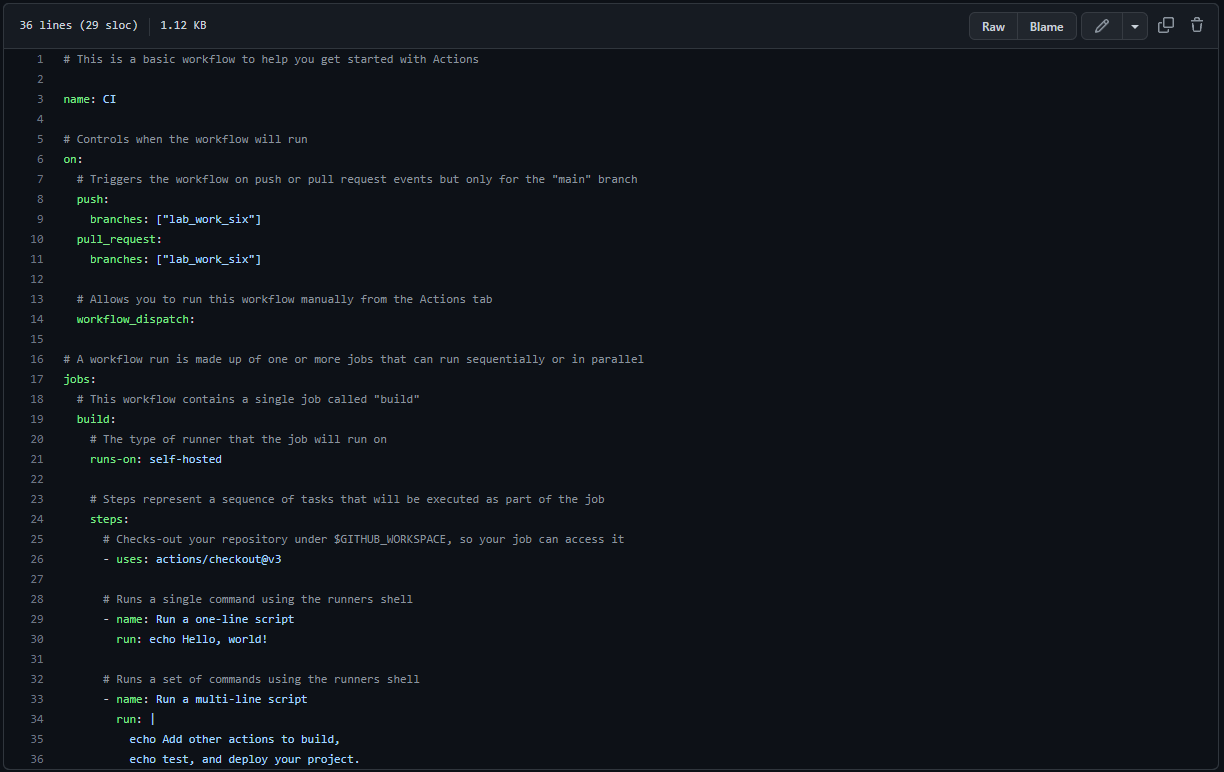 36 lines (29 sloc) 1.12 KB Raw Blame
1 # This is a basic workflow to help you get started with Actions
2
3 name: CI
4
5 # Controls when the workflow will run
6 on:
7 # Triggers the workflow on push or pull request events but only for the "main" branch
8 push:
9 branches: ["lab_work_six"]
10 pull_request:
11 branches: ["lab_work_six"]
12
13 # Allows you to run this workflow manually from the Actions tab
14 workflow_dispatch:
15
16 # A workflow run is made up of one or more jobs that can run sequentially or in parallel
17 jobs:
18 # This workflow contains a single job called "build"
19 build:
20 # The type of runner that the job will run on
21 runs-on: self-hosted
22
23 # Steps represent a sequence of tasks that will be executed as part of the job
24 steps:
25 # Checks-out your repository under $GITHUB_WORKSPACE, so your job can access it
26 - uses: actions/checkout@v3
27
28 # Runs a single command using the runners shell
29 - name: Run a one-line script
30 run: echo Hello, world!
31
32 # Runs a set of commands using the runners shell
33 - name: Run a multi-line script
34 run: |
35 echo Add other actions to build,
36 echo test, and deploy your project.